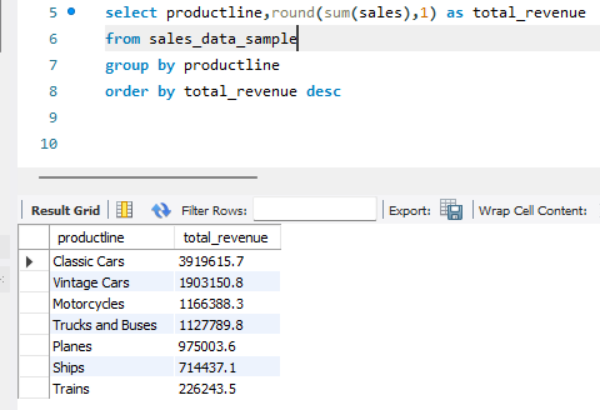 5 select productline,round(sum(sales),1) as total_revenue
6 from sales_data_sample
7 group by productline
8 order by total_revenue desc
9
10
Result Grid Filter Rows: Export: Wrap Cell Content:
productline total_revenue
Classic Cars 3919615.7
Vintage Cars 1903150.8
Motorcycles 1166388.3
Trucks and Buses 1127789.8
Planes 975003.6
Ships 714437.1
Trains 226243.5